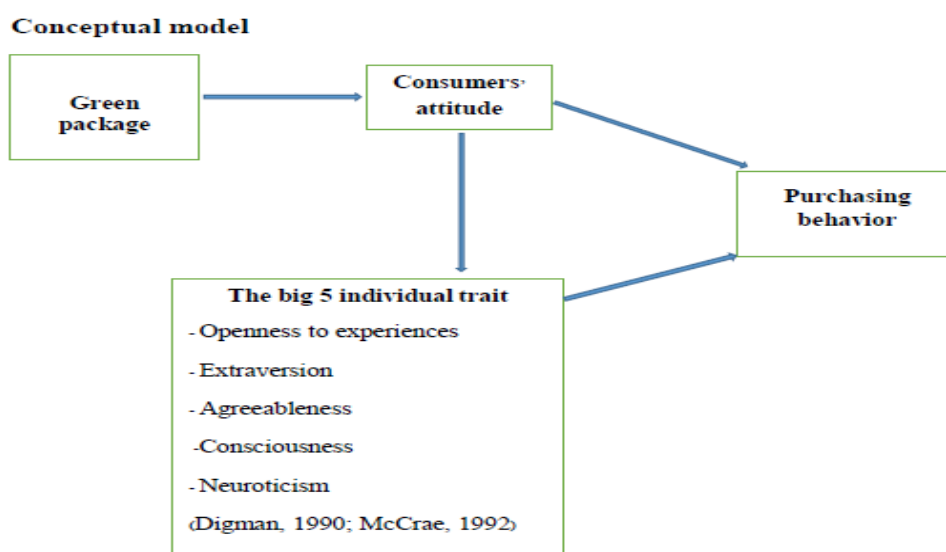 Conceptual model
Green
package
Consumers'
attitude
Purchasing
behavior
The big 5 individual trait
- Openness to experiences
- Extraversion
- Agreeableness
-Consciousness
- Neuroticism
(Digman, 1990; McCrae, 1992)